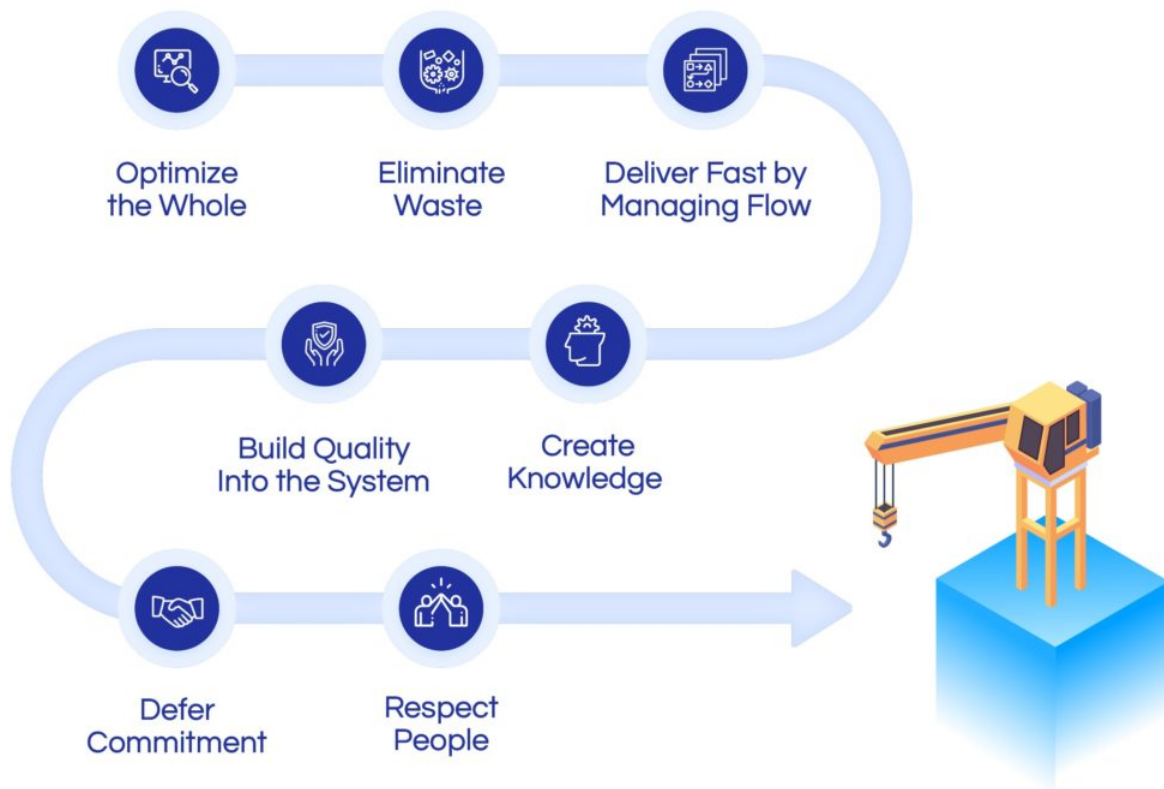 Optimize
the Whole
Eliminate
Waste
Deliver Fast by
Managing Flow
Build Quality
Into the System
Create
Knowledge
Defer
Commitment
Respect
People